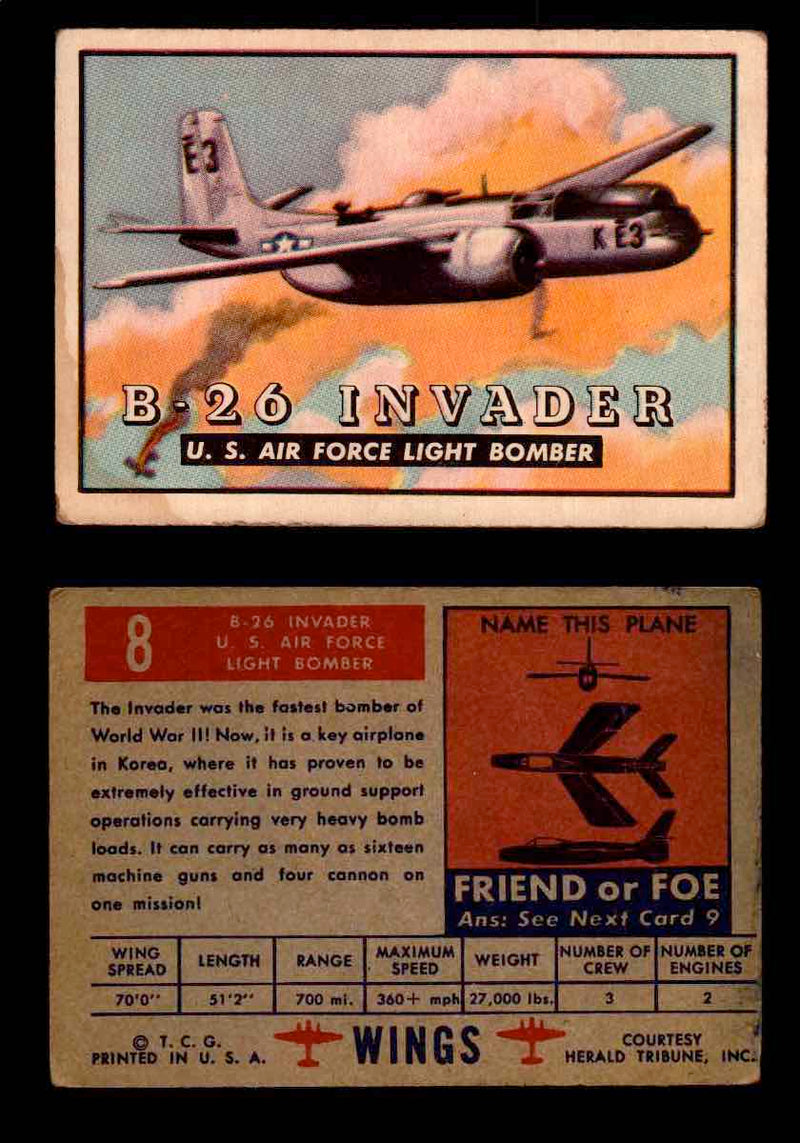 E3
K E3
B-26 INVADER
U. S. AIR FORCE LIGHT BOMBER
8
B-26 INVADER
U. S. AIR FORCE
LIGHT BOMBER
The Invader was the fastest bomber of
World War II! Now, it is a key airplane
in Korea, where it has proven to be
extremely effective in ground support
operations carrying very heavy bomb
loads. It can carry as many as sixteen
machine guns and four cannon on
one mission!
NAME THIS PLANE
FRIEND or FOE
Ans: See Next Card 9
WING SPREAD LENGTH RANGE MAXIMUM SPEED WEIGHT NUMBER OF CREW NUMBER OF ENGINES
70'0" 51'2" 700 mi. 360+ mph 27,000 lbs. 3 2
© T. C. G.
PRINTED IN U. S. A.
WINGS
COURTESY
HERALD TRIBUNE, INC.